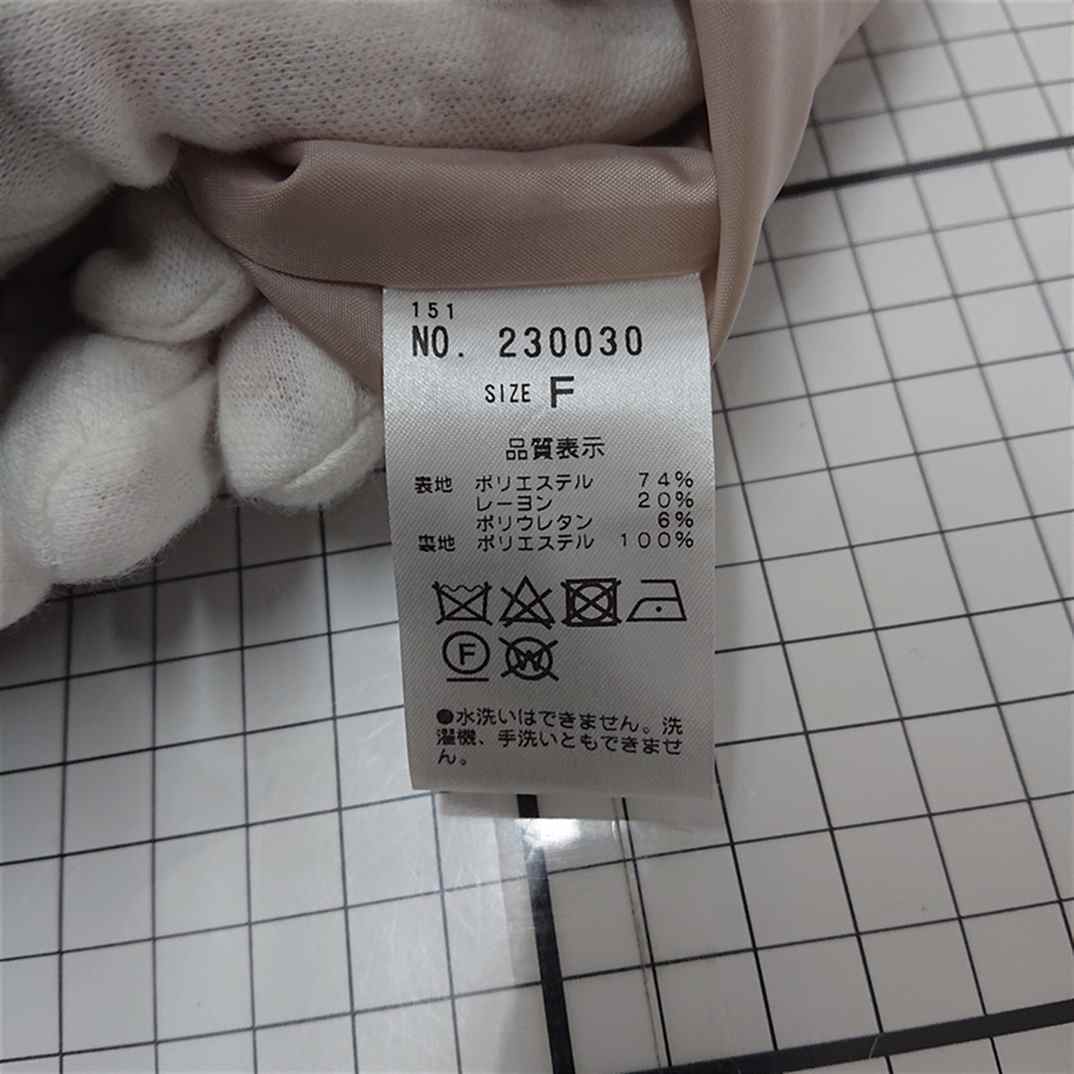 151
NO. 230030
SIZE F
品質表示
表地 ポリエステル 74%
レーヨン 20%
ポリウレタン 6%
裏地 ポリエステル 100%
F W
●水洗いはできません。洗
濯機、手洗いともできませ
ん。